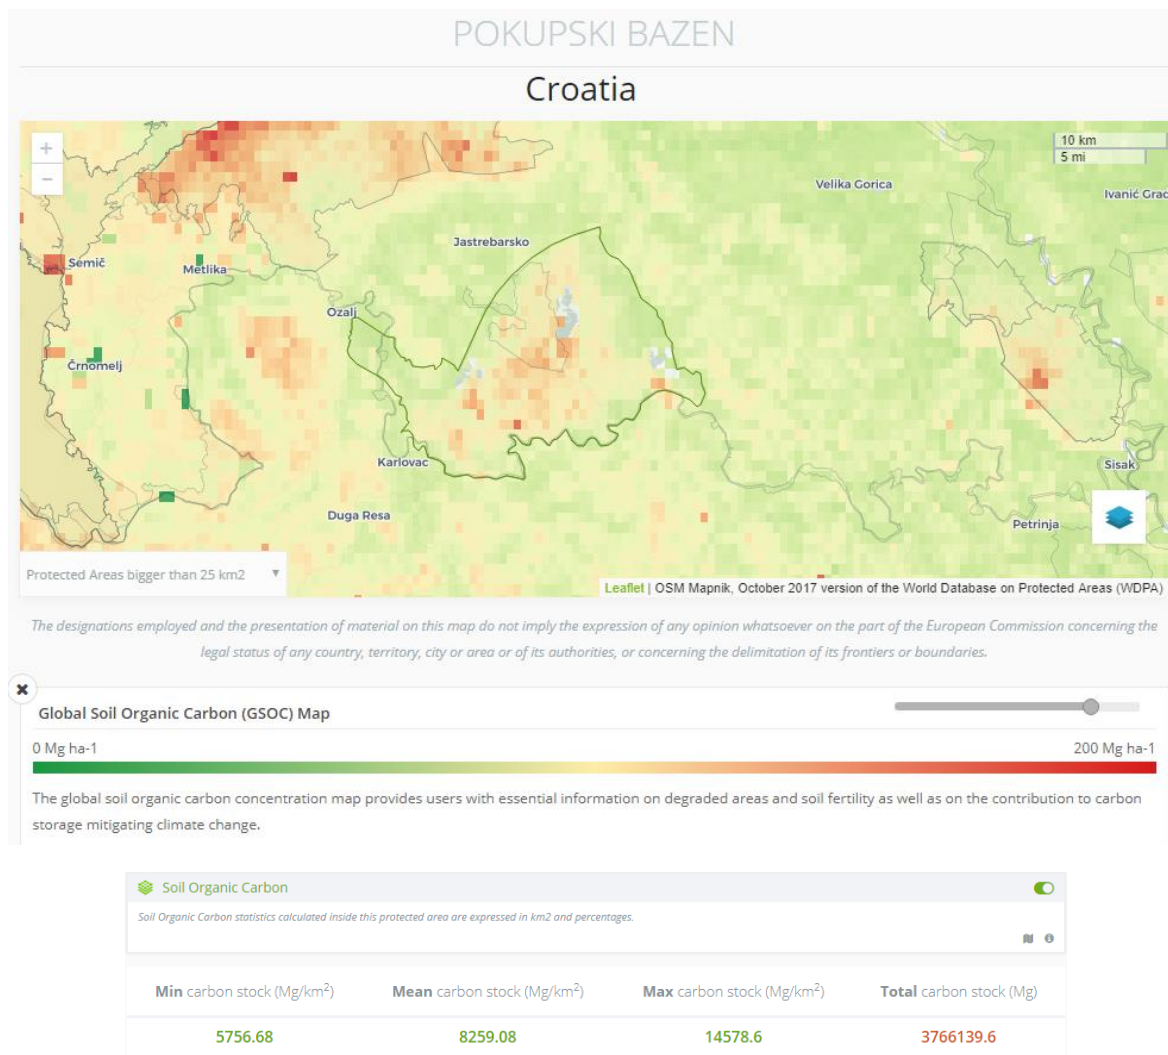 POKUPSKI BAZEN
Croatia
+
−
10 km
5 mi
Velika Gorica
Ivanić Grad
Jastrebarsko
Semič
Metlika
Ozalj
Črnomelj
Karlovac
Sisak
Duga Resa
Petrinja
Protected Areas bigger than 25 km2 ▼
Leaflet | OSM Mapnik, October 2017 version of the World Database on Protected Areas (WDPA)
The designations employed and the presentation of material on this map do not imply the expression of any opinion whatsoever on the part of the European Commission concerning the
legal status of any country, territory, city or area or of its authorities, or concerning the delimitation of its frontiers or boundaries.
Global Soil Organic Carbon (GSOC) Map
0 Mg ha-1 200 Mg ha-1
The global soil organic carbon concentration map provides users with essential information on degraded areas and soil fertility as well as on the contribution to carbon
storage mitigating climate change.
Soil Organic Carbon
Soil Organic Carbon statistics calculated inside this protected area are expressed in km2 and percentages.
Min carbon stock (Mg/km²) Mean carbon stock (Mg/km²) Max carbon stock (Mg/km²) Total carbon stock (Mg)
5756.68 8259.08 14578.6 3766139.6